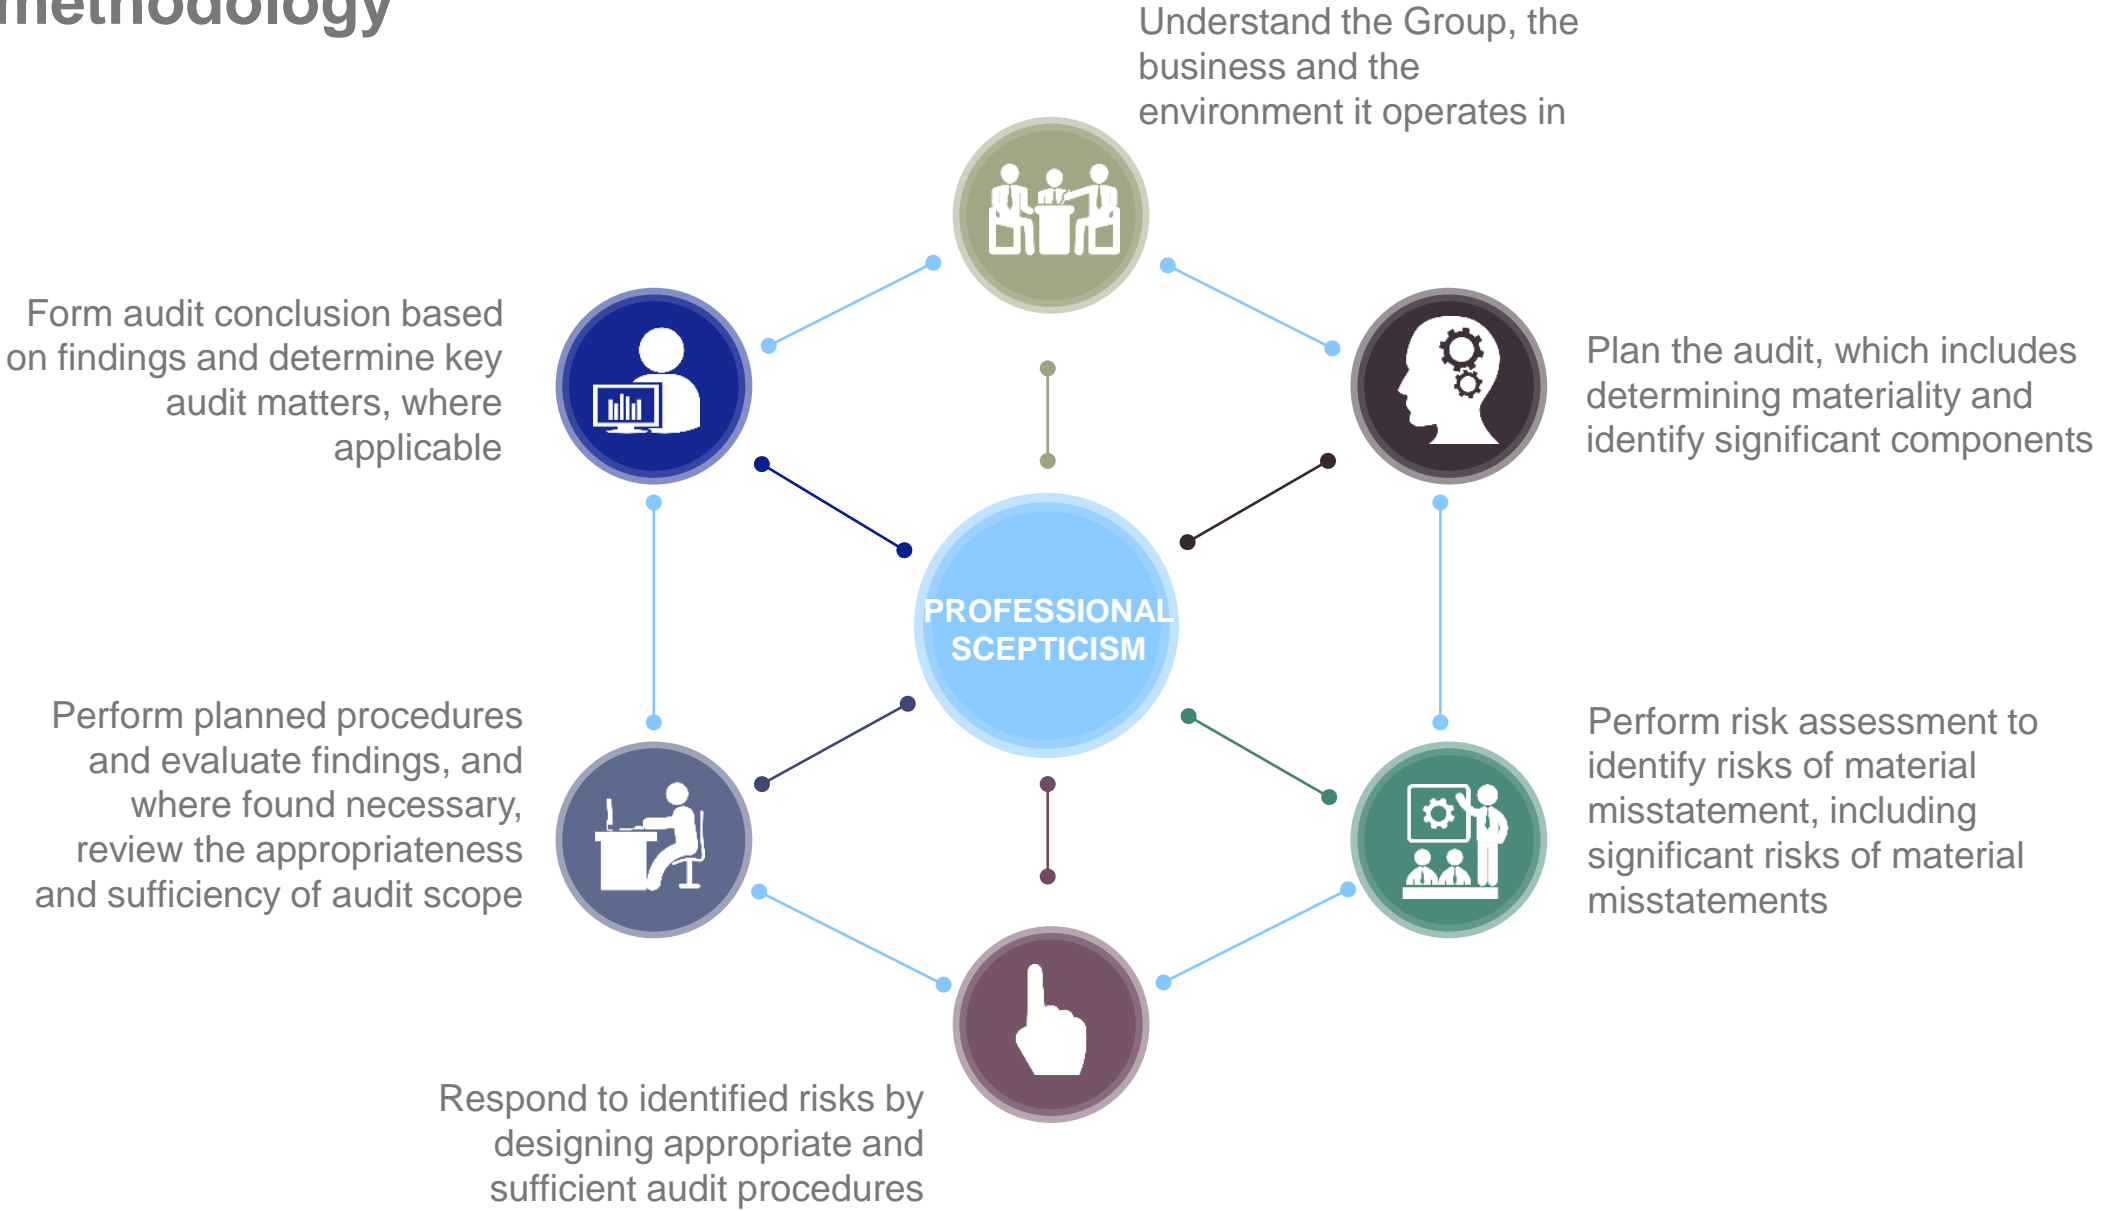 methodology
Understand the Group, the
business and the
environment it operates in
Plan the audit, which includes
determining materiality and
identify significant components
Perform risk assessment to
identify risks of material
misstatement, including
significant risks of material
misstatements
Respond to identified risks by
designing appropriate and
sufficient audit procedures
Perform planned procedures
and evaluate findings, and
where found necessary,
review the appropriateness
and sufficiency of audit scope
Form audit conclusion based
on findings and determine key
audit matters, where
applicable
PROFESSIONAL
SCEPTICISM